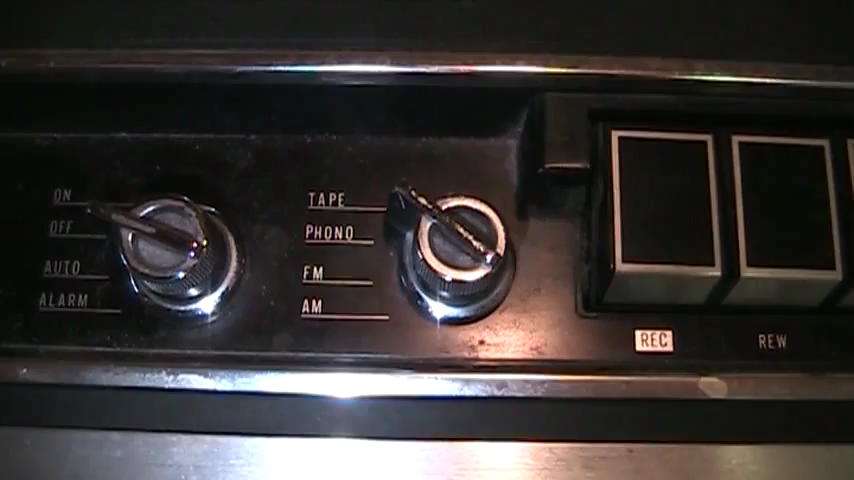 ON
OFF
AUTO
ALARM
TAPE
PHONO
FM
AM
REC
REW